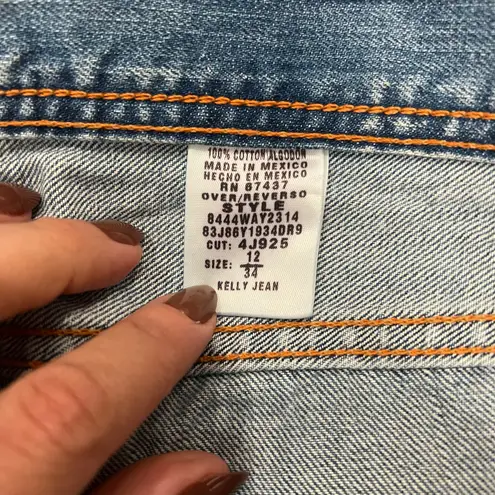 100% COTTON/ALGODON
MADE IN MEXICO
HECHO EN MEXICO
RN 67437
OVER/REVERSO
STYLE
8444WAY2314
83J86Y1934DR9
CUT: 4J925
SIZE: 12/34
KELLY JEAN